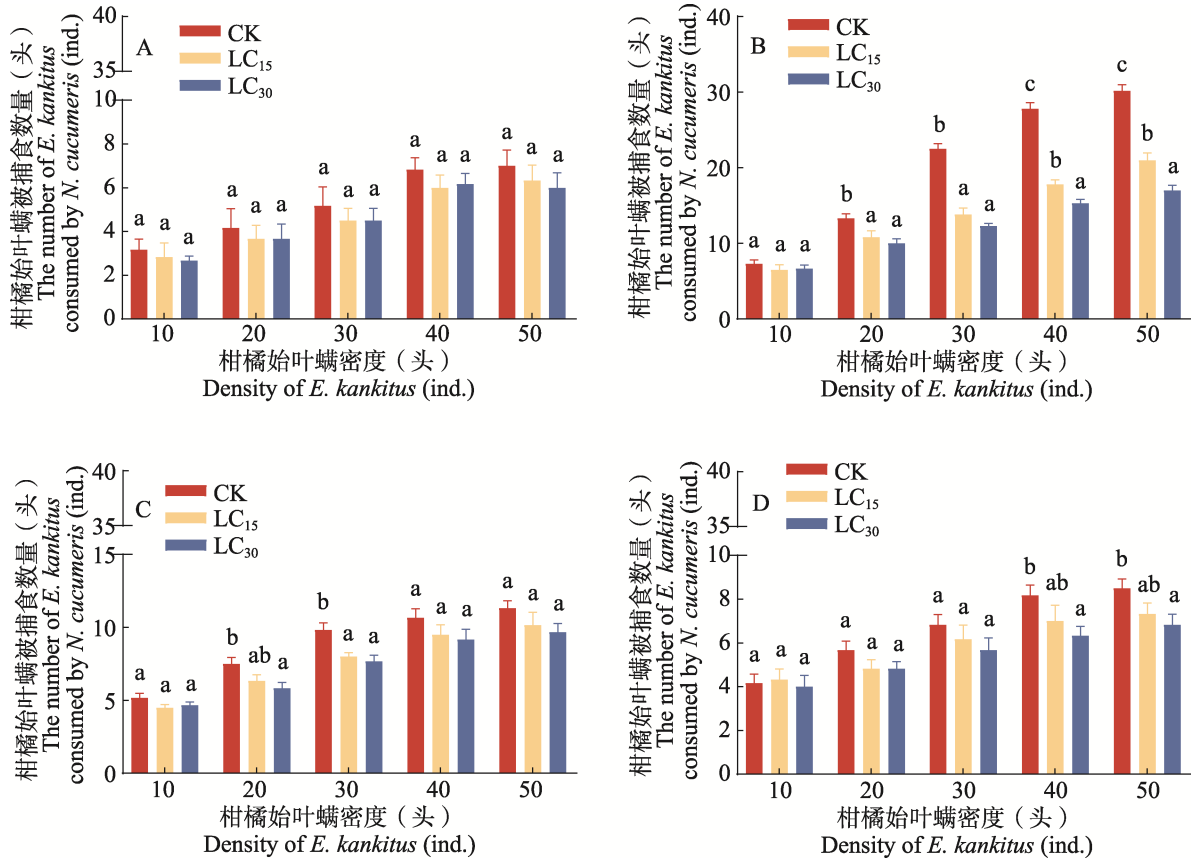 柑橘始叶螨被捕食数量（头）
The number of E. kankitus
consumed by N. cucumeris (ind.)
40
35
10
8
6
4
2
0
A
CK
LC15
LC30
a a a
a a a
a a a
a a a
a a a
10 20 30 40 50
柑橘始叶螨密度（头）
Density of E. kankitus (ind.)
柑橘始叶螨被捕食数量（头）
The number of E. kankitus
consumed by N. cucumeris (ind.)
40
30
20
10
0
B
CK
LC15
LC30
a a a
b a a
b a a
c b a
c b a
10 20 30 40 50
柑橘始叶螨密度（头）
Density of E. kankitus (ind.)
柑橘始叶螨被捕食数量（头）
The number of E. kankitus
consumed by N. cucumeris (ind.)
40
35
15
10
5
0
C
CK
LC15
LC30
a a a
b ab a
b a a
a a a
a a a
10 20 30 40 50
柑橘始叶螨密度（头）
Density of E. kankitus (ind.)
柑橘始叶螨被捕食数量（头）
The number of E. kankitus
consumed by N. cucumeris (ind.)
40
35
10
8
6
4
2
0
D
CK
LC15
LC30
a a a
a a a
a a a
b ab a
b ab a
10 20 30 40 50
柑橘始叶螨密度（头）
Density of E. kankitus (ind.)